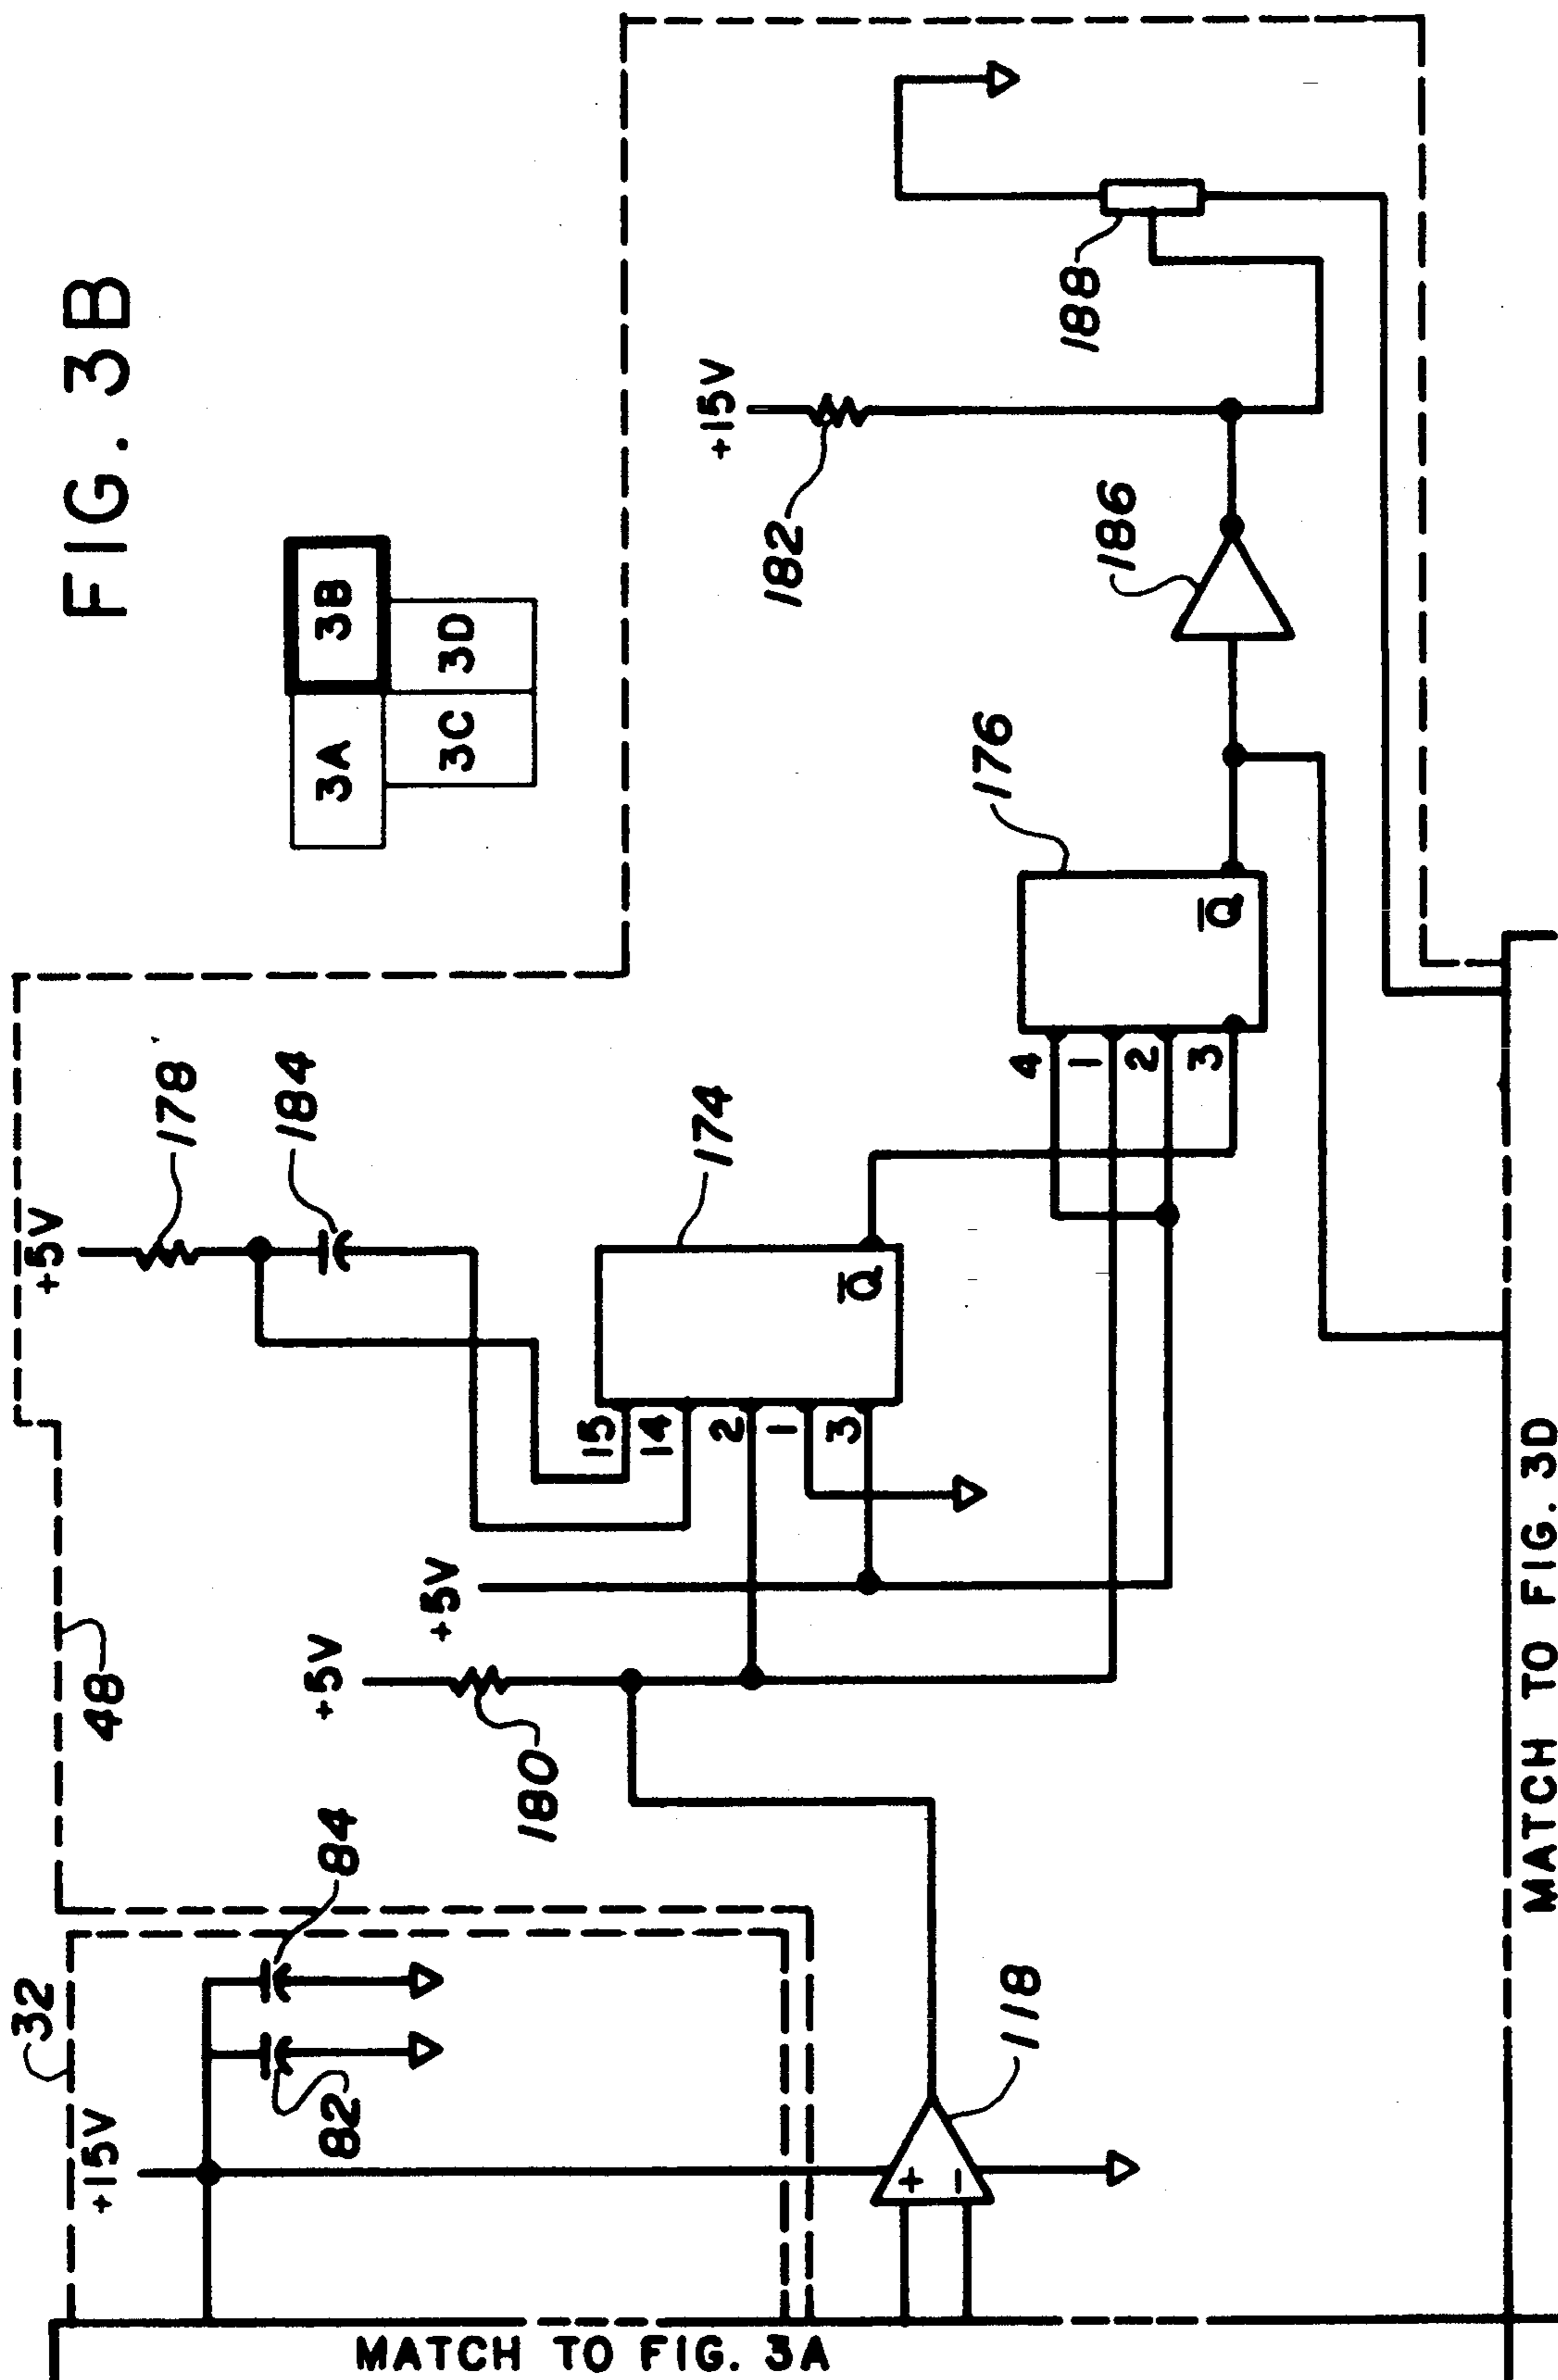 FIG. 3B
3A
3B
3C
3D
32
+15V
82
84
48
+5V
178
184
+5V
180
+5V
15
14
2
1
3
Q̅
174
4
1
2
3
Q̅
176
+15V
182
186
188
118
+
−
MATCH TO FIG. 3A
MATCH TO FIG. 3D